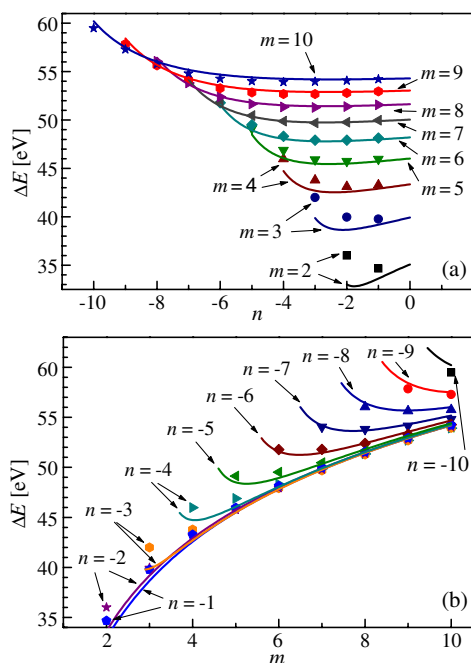 60
55
50
45
40
35
ΔE [eV]
m = 10
m = 9
m = 8
m = 7
m = 6
m = 5
m = 4
m = 3
m = 2
(a)
-10
-8
-6
-4
-2
0
n
60
55
50
45
40
35
ΔE [eV]
n = -9
n = -8
n = -7
n = -6
n = -5
n = -4
n = -3
n = -2
n = -1
n = -10
(b)
2
4
6
8
10
m